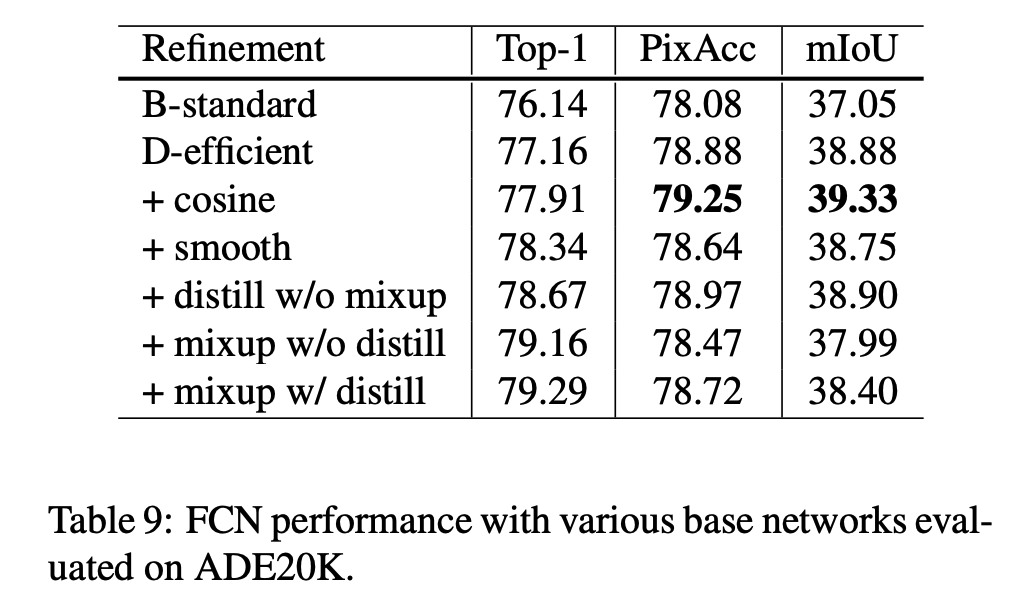 Refinement Top-1 PixAcc mIoU
B-standard 76.14 78.08 37.05
D-efficient 77.16 78.88 38.88
+ cosine 77.91 79.25 39.33
+ smooth 78.34 78.64 38.75
+ distill w/o mixup 78.67 78.97 38.90
+ mixup w/o distill 79.16 78.47 37.99
+ mixup w/ distill 79.29 78.72 38.40
Table 9: FCN performance with various base networks eval-
uated on ADE20K.